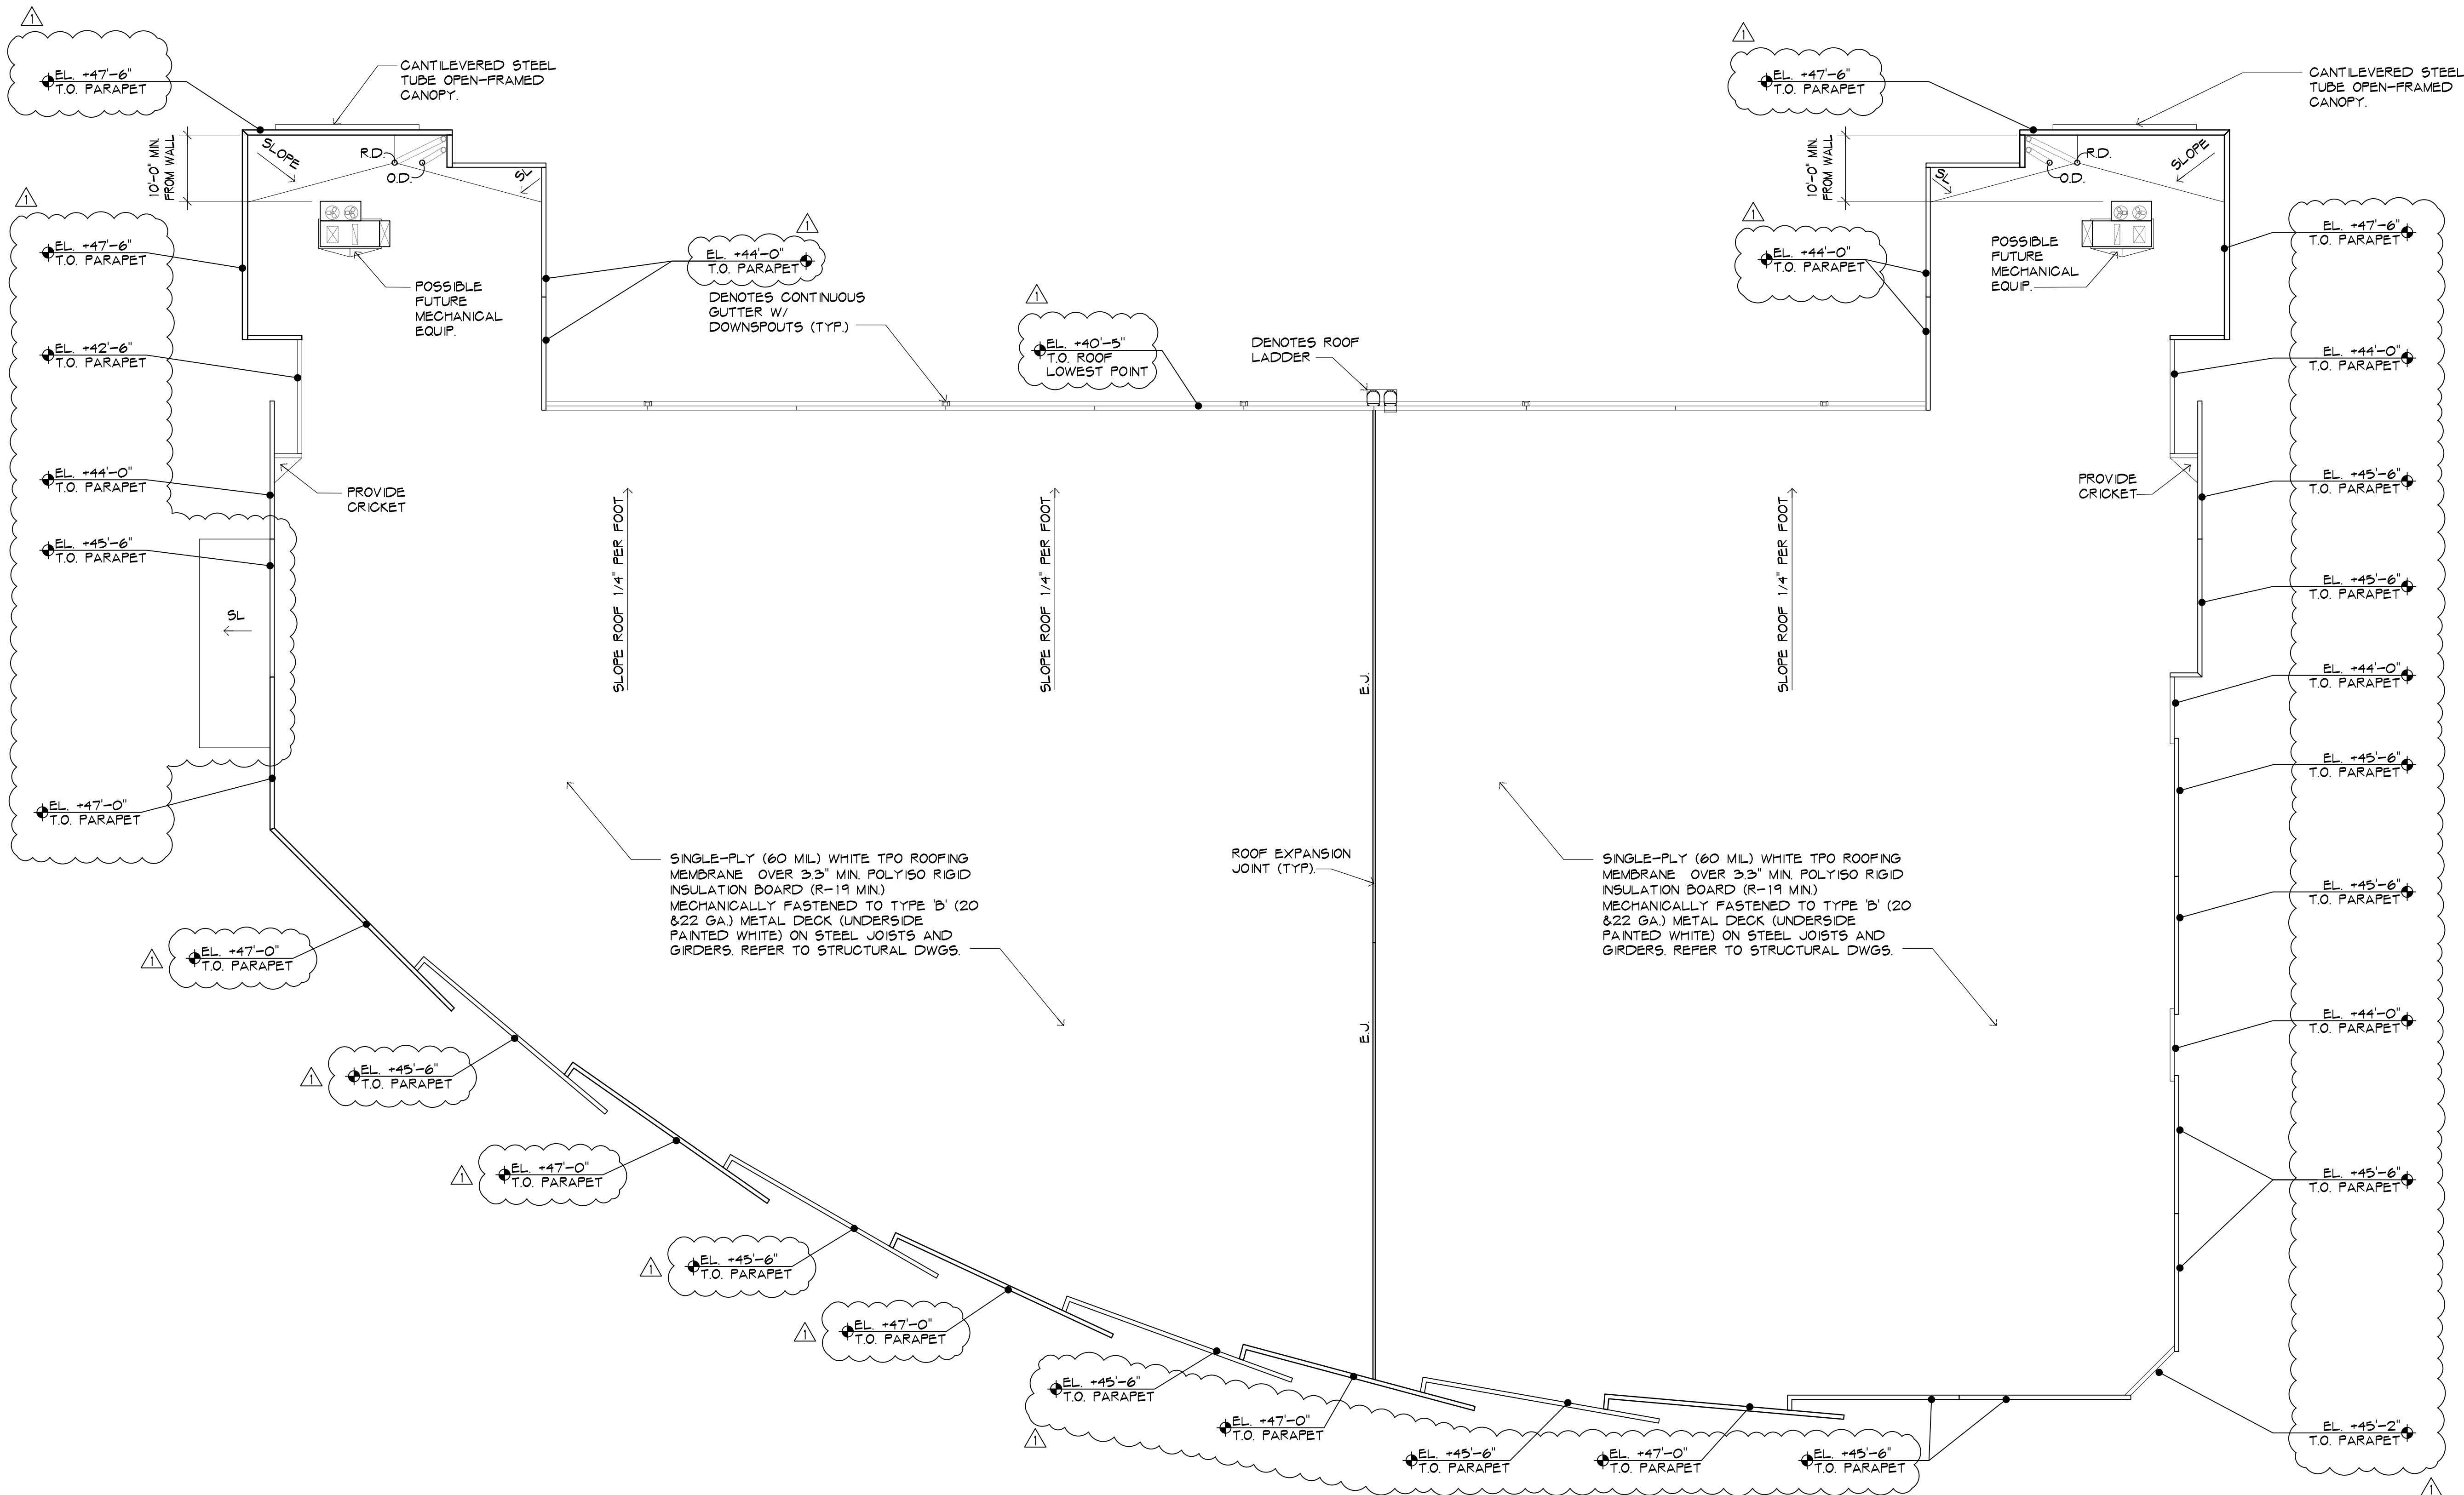 1
EL. +47'-6"
T.O. PARAPET
CANTILEVERED STEEL
TUBE OPEN-FRAMED
CANOPY.
1
EL. +47'-6"
T.O. PARAPET
CANTILEVERED STEEL
TUBE OPEN-FRAMED
CANOPY.
10'-0" MIN.
FROM WALL
SLOPE
R.D.
O.D.
SL
10'-0" MIN.
FROM WALL
SL
R.D.
O.D.
SLOPE
1
EL. +47'-6"
T.O. PARAPET
EL. +42'-6"
T.O. PARAPET
EL. +44'-0"
T.O. PARAPET
EL. +45'-6"
T.O. PARAPET
SL
EL. +47'-0"
T.O. PARAPET
POSSIBLE
FUTURE
MECHANICAL
EQUIP.
PROVIDE
CRICKET
1
EL. +44'-0"
T.O. PARAPET
DENOTES CONTINUOUS
GUTTER W/
DOWNSPOUTS (TYP.)
1
EL. +40'-5"
T.O. ROOF
LOWEST POINT
DENOTES ROOF
LADDER
1
EL. +44'-0"
T.O. PARAPET
POSSIBLE
FUTURE
MECHANICAL
EQUIP.
PROVIDE
CRICKET
EL. +47'-6"
T.O. PARAPET
EL. +44'-0"
T.O. PARAPET
EL. +45'-6"
T.O. PARAPET
EL. +45'-6"
T.O. PARAPET
EL. +44'-0"
T.O. PARAPET
EL. +45'-6"
T.O. PARAPET
EL. +45'-6"
T.O. PARAPET
EL. +44'-0"
T.O. PARAPET
EL. +45'-6"
T.O. PARAPET
EL. +45'-2"
T.O. PARAPET
1
SLOPE ROOF 1/4" PER FOOT
SLOPE ROOF 1/4" PER FOOT
E.J.
SLOPE ROOF 1/4" PER FOOT
SINGLE-PLY (60 MIL) WHITE TPO ROOFING
MEMBRANE OVER 3.3" MIN. POLYISO RIGID
INSULATION BOARD (R-19 MIN.)
MECHANICALLY FASTENED TO TYPE 'B' (20
&22 GA.) METAL DECK (UNDERSIDE
PAINTED WHITE) ON STEEL JOISTS AND
GIRDERS. REFER TO STRUCTURAL DWGS.
ROOF EXPANSION
JOINT (TYP).
SINGLE-PLY (60 MIL) WHITE TPO ROOFING
MEMBRANE OVER 3.3" MIN. POLYISO RIGID
INSULATION BOARD (R-19 MIN.)
MECHANICALLY FASTENED TO TYPE 'B' (20
&22 GA.) METAL DECK (UNDERSIDE
PAINTED WHITE) ON STEEL JOISTS AND
GIRDERS. REFER TO STRUCTURAL DWGS.
E.J.
1
EL. +47'-0"
T.O. PARAPET
1
EL. +45'-6"
T.O. PARAPET
1
EL. +47'-0"
T.O. PARAPET
1
EL. +45'-6"
T.O. PARAPET
1
EL. +47'-0"
T.O. PARAPET
EL. +45'-6"
T.O. PARAPET
1
EL. +47'-0"
T.O. PARAPET
EL. +45'-6"
T.O. PARAPET
EL. +47'-0"
T.O. PARAPET
EL. +45'-6"
T.O. PARAPET